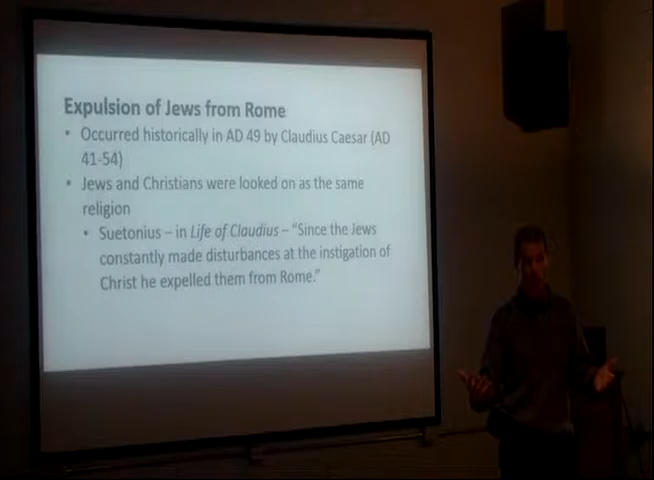 Expulsion of Jews from Rome
• Occurred historically in AD 49 by Claudius Caesar (AD
41-54)
• Jews and Christians were looked on as the same
religion
• Suetonius – in Life of Claudius – “Since the Jews
constantly made disturbances at the instigation of
Christ he expelled them from Rome.”